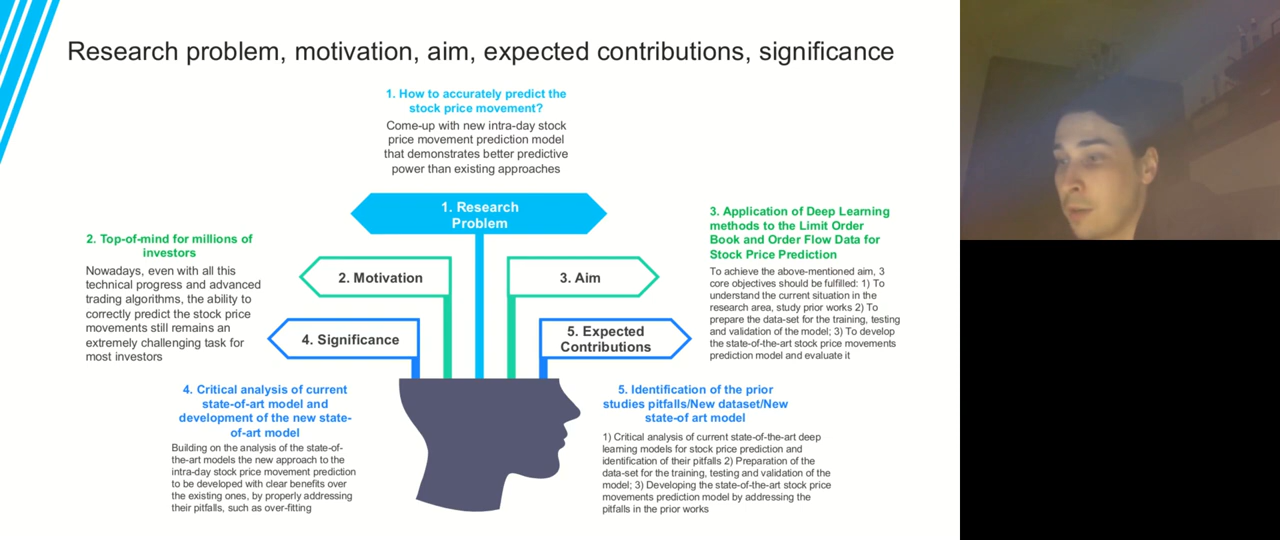 Research problem, motivation, aim, expected contributions, significance
1. How to accurately predict the
stock price movement?
Come-up with new intra-day stock
price movement prediction model
that demonstrates better predictive
power than existing approaches
1. Research
Problem
2. Top-of-mind for millions of
investors
Nowadays, even with all this
technical progress and advanced
trading algorithms, the ability to
correctly predict the stock price
movements still remains an
extremely challenging task for
most investors
2. Motivation
3. Aim
3. Application of Deep Learning
methods to the Limit Order
Book and Order Flow Data for
Stock Price Prediction
To achieve the above-mentioned aim, 3
core objectives should be fulfilled: 1) To
understand the current situation in the
research area, study prior works 2) To
prepare the data-set for the training, testing
and validation of the model; 3) To develop
the state-of-the-art stock price movements
prediction model and evaluate it
4. Significance
5. Expected
Contributions
4. Critical analysis of current
state-of-art model and
development of the new state-
of-art model
Building on the analysis of the state-of-
the-art models the new approach to the
intra-day stock price movement prediction
to be developed with clear benefits over
the existing ones, by properly addressing
their pitfalls, such as over-fitting
5. Identification of the prior
studies pitfalls/New dataset/New
state-of art model
1) Critical analysis of current state-of-the-art deep
learning models for stock price prediction and
identification of their pitfalls 2) Preparation of the
data-set for the training, testing and validation of the
model; 3) Developing the state-of-the-art stock price
movements prediction model by addressing the
pitfalls in the prior works